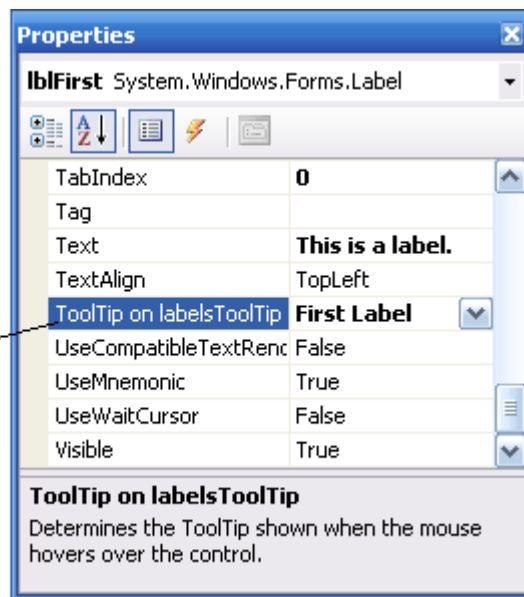 Properties
lblFirst System.Windows.Forms.Label
A
Z
TabIndex 0
Tag
Text This is a label.
TextAlign TopLeft
ToolTip on labelsToolTip First Label
UseCompatibleTextRenc False
UseMnemonic True
UseWaitCursor False
Visible True
ToolTip on labelsToolTip
Determines the ToolTip shown when the mouse
hovers over the control.